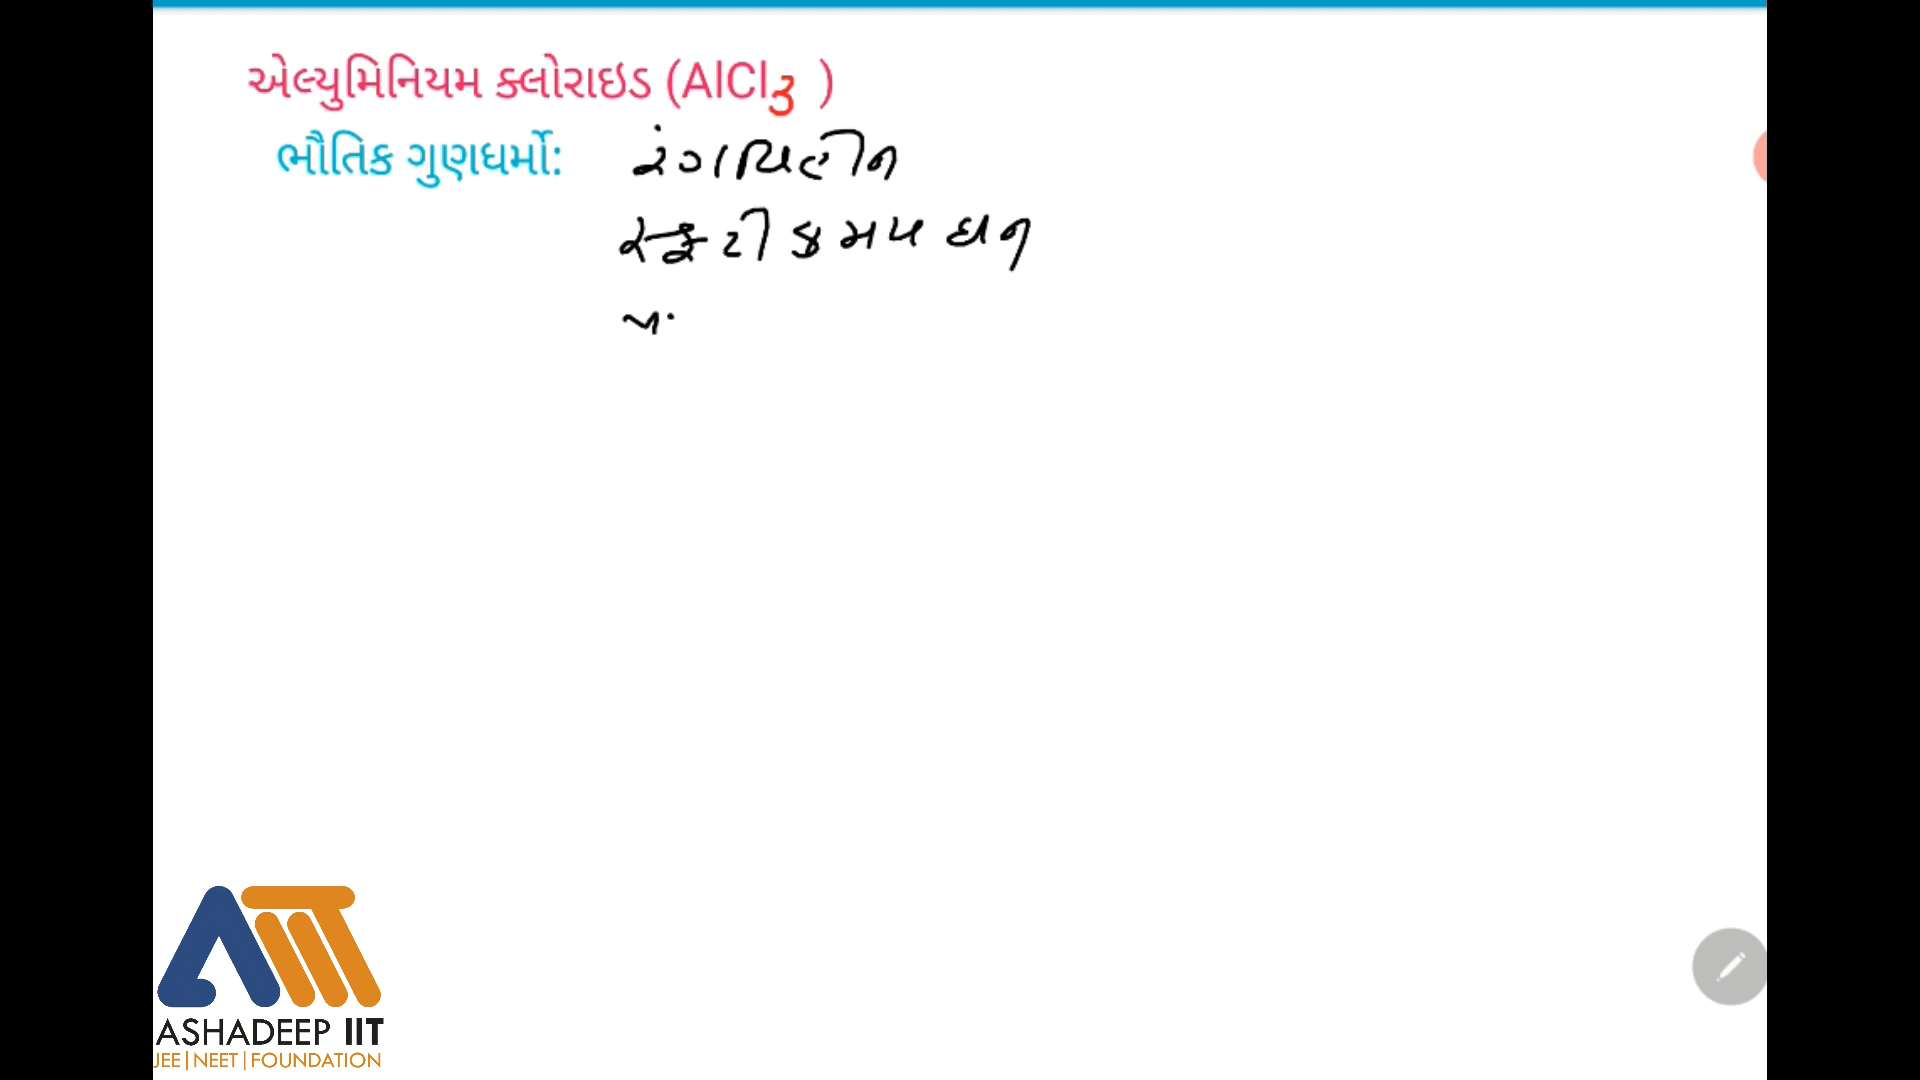 એલ્યુમિનિયમ ક્લોરાઇડ (AlCl3 )
ભૌતિક ગુણધર્મો: રંગવિહીન
સ્ફટીકમય ઘન
ASHADEEP IIT
JEE|NEET|FOUNDATION